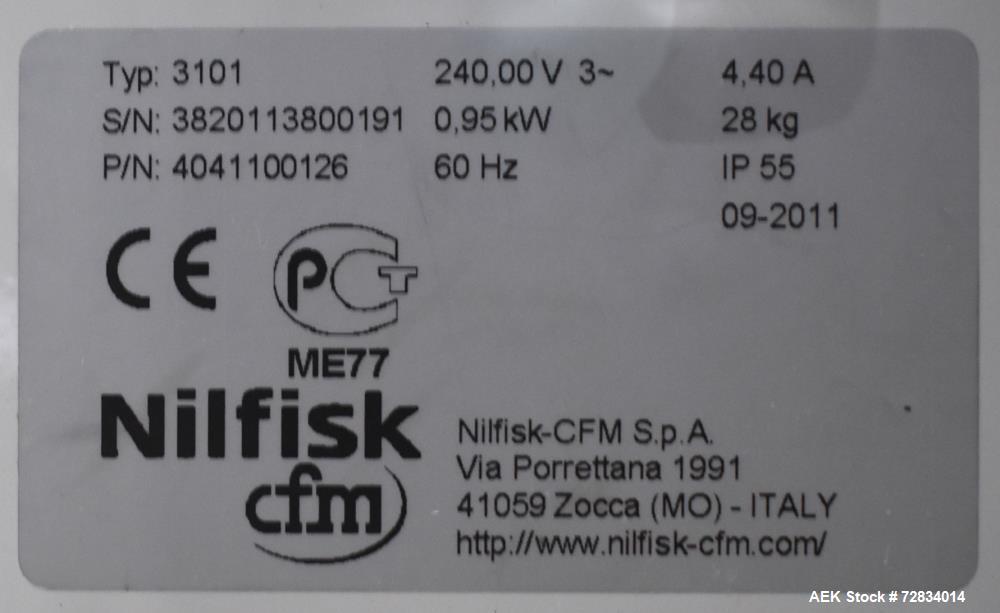 Typ: 3101 240,00 V 3~ 4,40 A
S/N: 3820113800191 0,95 kW 28 kg
P/N: 4041100126 60 Hz IP 55
09-2011
CE PCT
ME77
Nilfisk
cfm
Nilfisk-CFM S.p.A.
Via Porrettana 1991
41059 Zocca (MO) - ITALY
http://www.nilfisk-cfm.com/
AEK Stock # 72834014